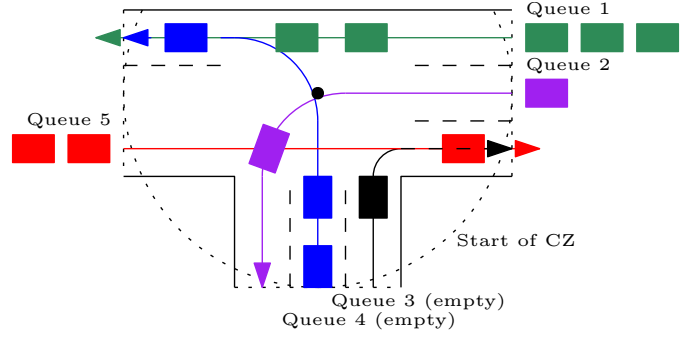 Queue 1
Queue 2
Queue 5
Start of CZ
Queue 3 (empty)
Queue 4 (empty)